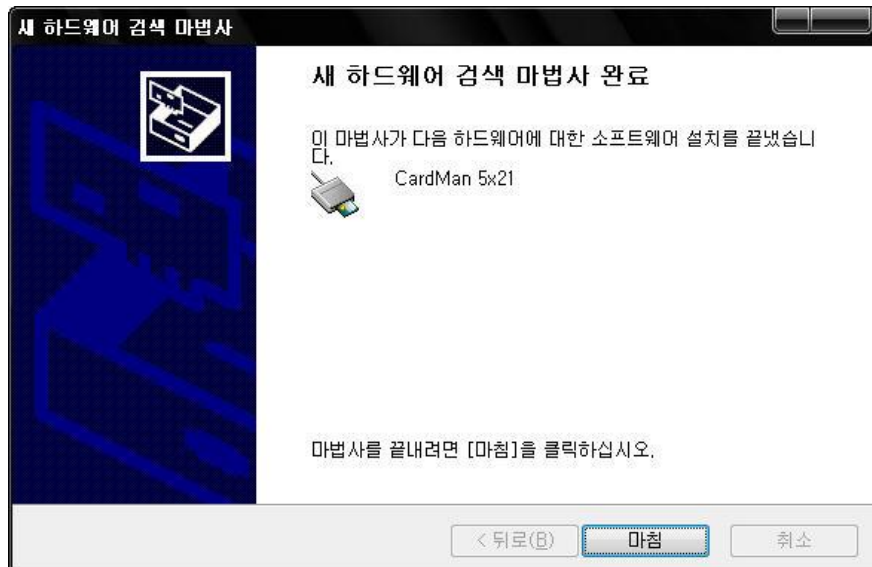 새 하드웨어 검색 마법사
새 하드웨어 검색 마법사 완료
이 마법사가 다음 하드웨어에 대한 소프트웨어 설치를 끝냈습니
다.
CardMan 5x21
마법사를 끝내려면 [마침]을 클릭하십시오.
< 뒤로(B) 마침 취소